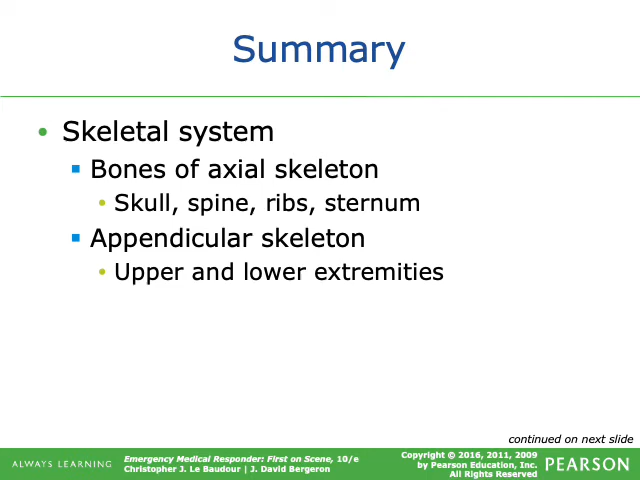 Summary
• Skeletal system
▪ Bones of axial skeleton
• Skull, spine, ribs, sternum
▪ Appendicular skeleton
• Upper and lower extremities
continued on next slide
ALWAYS LEARNING
Emergency Medical Responder: First on Scene, 10/e
Christopher J. Le Baudour | J. David Bergeron
Copyright © 2016, 2011, 2009
by Pearson Education, Inc.
All Rights Reserved
PEARSON